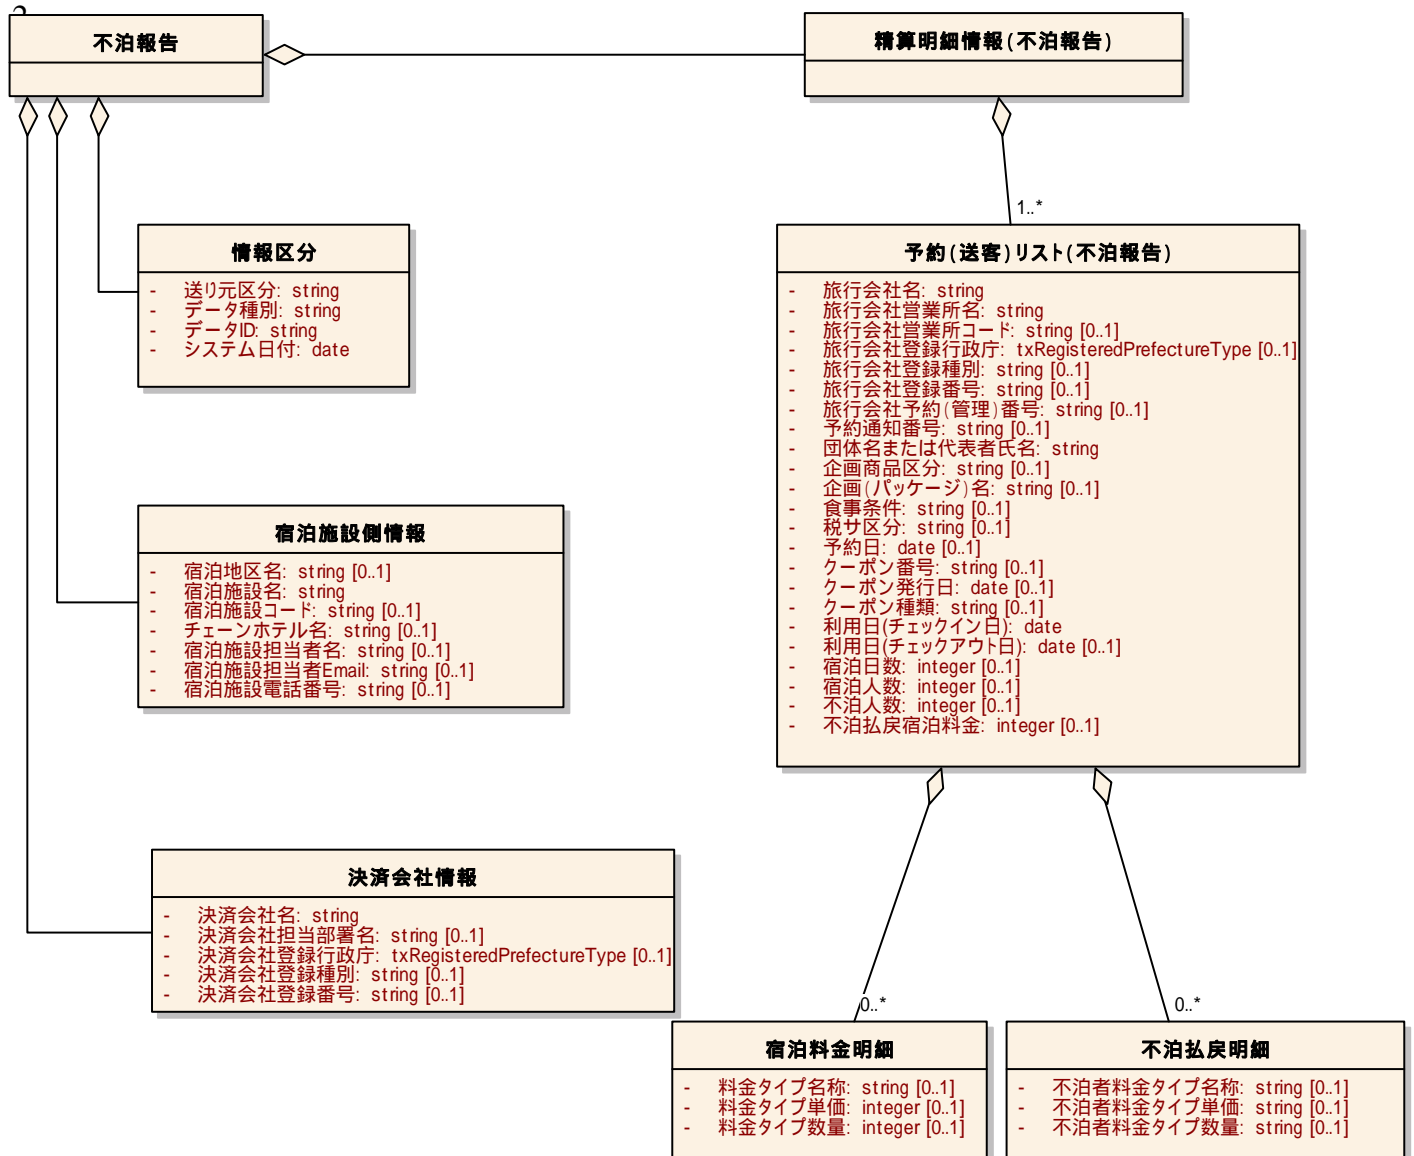 不泊報告
精算明細情報(不泊報告)
1..*
情報区分
- 送り元区分: string
- データ種別: string
- データID: string
- システム日付: date
予約(送客)リスト(不泊報告)
- 旅行会社名: string
- 旅行会社営業所名: string
- 旅行会社営業所コード: string [0..1]
- 旅行会社登録行政庁: txRegisteredPrefectureType [0..1]
- 旅行会社登録種別: string [0..1]
- 旅行会社登録番号: string [0..1]
- 旅行会社予約(管理)番号: string [0..1]
- 予約通知番号: string [0..1]
- 団体名または代表者氏名: string
- 企画商品区分: string [0..1]
- 企画(パッケージ)名: string [0..1]
- 食事条件: string [0..1]
- 税サ区分: string [0..1]
- 予約日: date [0..1]
- クーポン番号: string [0..1]
- クーポン発行日: date [0..1]
- クーポン種類: string [0..1]
- 利用日(チェックイン日): date
- 利用日(チェックアウト日): date [0..1]
- 宿泊日数: integer [0..1]
- 宿泊人数: integer [0..1]
- 不泊人数: integer [0..1]
- 不泊払戻宿泊料金: integer [0..1]
宿泊施設側情報
- 宿泊地区名: string [0..1]
- 宿泊施設名: string
- 宿泊施設コード: string [0..1]
- チェーンホテル名: string [0..1]
- 宿泊施設担当者名: string [0..1]
- 宿泊施設担当者Email: string [0..1]
- 宿泊施設電話番号: string [0..1]
決済会社情報
- 決済会社名: string
- 決済会社担当部署名: string [0..1]
- 決済会社登録行政庁: txRegisteredPrefectureType [0..1]
- 決済会社登録種別: string [0..1]
- 決済会社登録番号: string [0..1]
0..*
0..*
宿泊料金明細
- 料金タイプ名称: string [0..1]
- 料金タイプ単価: integer [0..1]
- 料金タイプ数量: integer [0..1]
不泊払戻明細
- 不泊者料金タイプ名称: string [0..1]
- 不泊者料金タイプ単価: string [0..1]
- 不泊者料金タイプ数量: string [0..1]